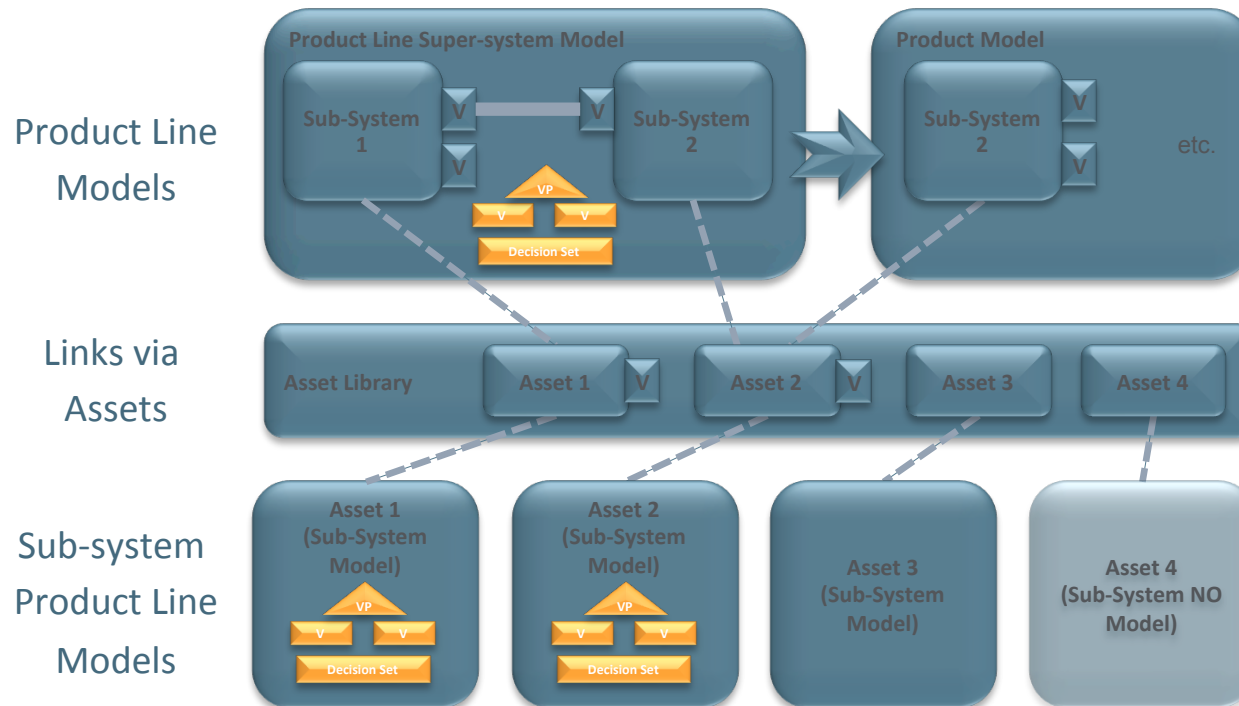 Product Line
Models
Product Line Super-system Model
Sub-System
1
V
V
V
Sub-System
2
VP
V
V
Decision Set
Product Model
Sub-System
2
V
V
etc.
Links via
Assets
Asset Library
Asset 1
V
Asset 2
V
Asset 3
Asset 4
Sub-system
Product Line
Models
Asset 1
(Sub-System
Model)
VP
V
V
Decision Set
Asset 2
(Sub-System
Model)
VP
V
V
Decision Set
Asset 3
(Sub-System
Model)
Asset 4
(Sub-System NO
Model)